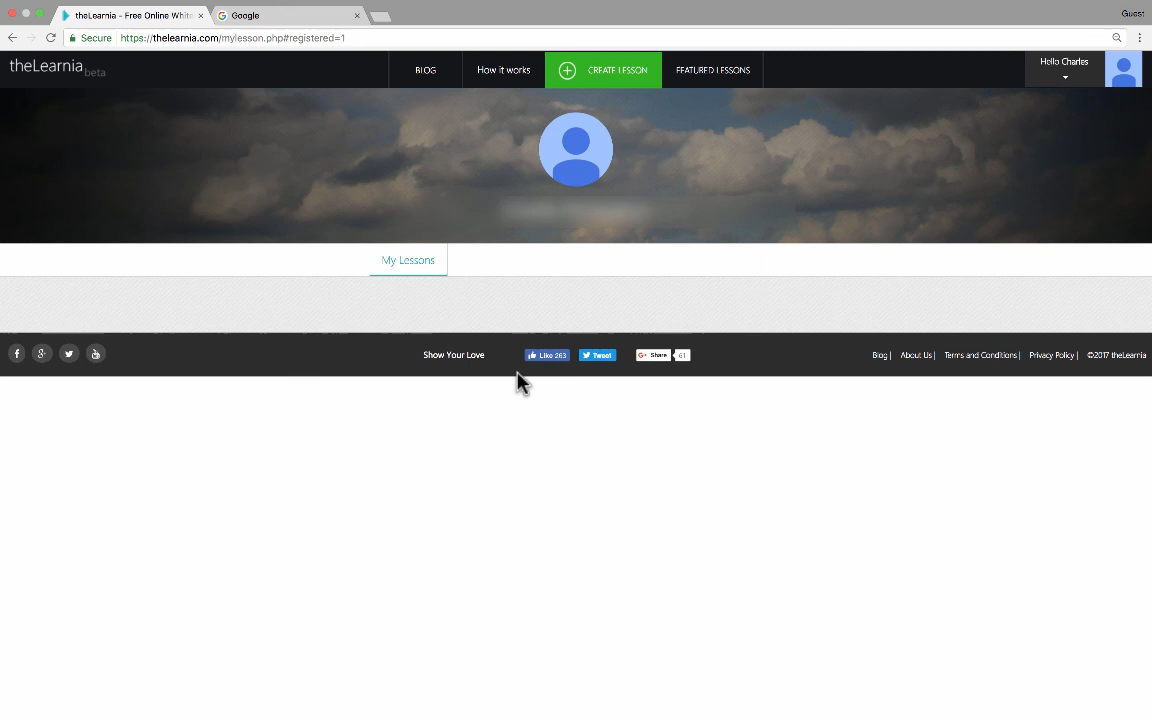 theLearnia - Free Online White
Google
Guest
Secure
https://thelearnia.com/mylesson.php#registered=1
theLearnia beta
BLOG
How it works
CREATE LESSON
FEATURED LESSONS
Hello Charles
My Lessons
Show Your Love
Like 263
Tweet
G+ Share 61
Blog | About Us | Terms and Conditions | Privacy Policy | ©2017 theLearnia